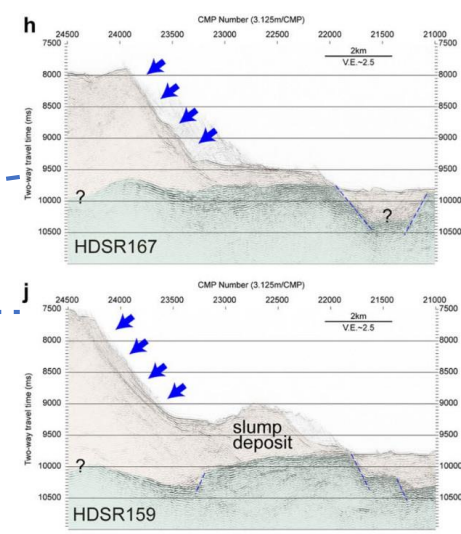 h
CMP Number (3.125m/CMP)
24500 24000 23500 23000 22500 22000 21500 21000
7500 7500
2km
V.E.~2.5
8000 8000
8500 8500
9000 9000
9500 9500
10000 10000
10500 10500
Two-way travel time (ms)
?
?
HDSR167
j
CMP Number (3.125m/CMP)
24500 24000 23500 23000 22500 22000 21500 21000
7500 7500
2km
V.E.~2.5
8000 8000
8500 8500
9000 9000
9500 9500
10000 10000
10500 10500
Two-way travel time (ms)
slump
deposit
?
HDSR159